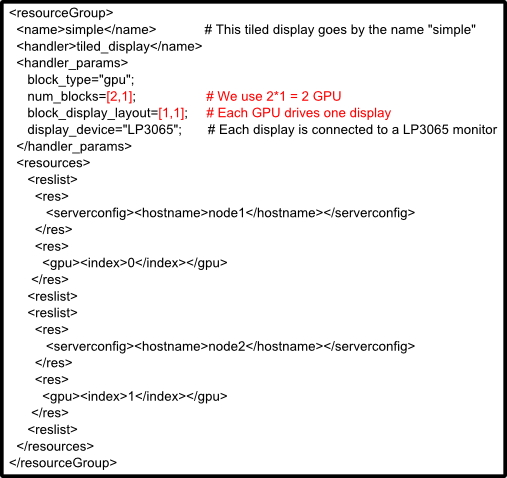 <resourceGroup>
<name>simple</name> # This tiled display goes by the name "simple"
<handler>tiled_display</name>
<handler_params>
block_type="gpu";
num_blocks=[2,1]; # We use 2*1 = 2 GPU
block_display_layout=[1,1]; # Each GPU drives one display
display_device="LP3065"; # Each display is connected to a LP3065 monitor
</handler_params>
<resources>
<reslist>
<res>
<serverconfig><hostname>node1</hostname></serverconfig>
</res>
<res>
<gpu><index>0</index></gpu>
</res>
<reslist>
<reslist>
<res>
<serverconfig><hostname>node2</hostname></serverconfig>
</res>
<res>
<gpu><index>1</index></gpu>
</res>
<reslist>
</resources>
</resourceGroup>